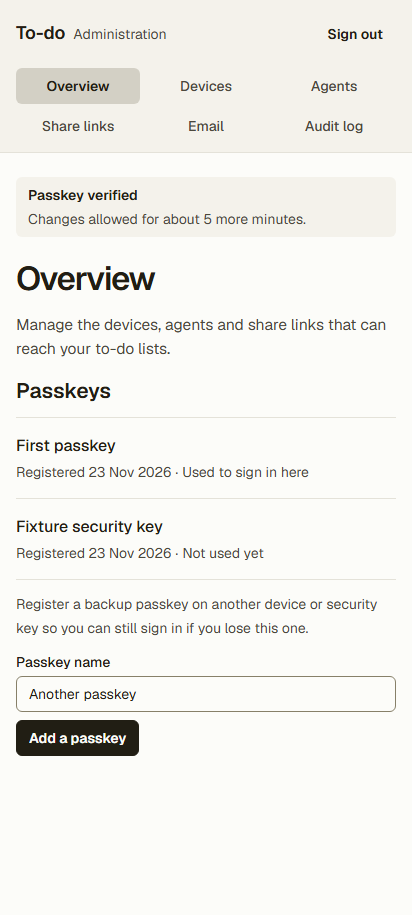 To-do Administration
Sign out
Overview
Devices
Agents
Share links
Email
Audit log
Passkey verified
Changes allowed for about 5 more minutes.
Overview
Manage the devices, agents and share links that can
reach your to-do lists.
Passkeys
First passkey
Registered 23 Nov 2026 · Used to sign in here
Fixture security key
Registered 23 Nov 2026 · Not used yet
Register a backup passkey on another device or security
key so you can still sign in if you lose this one.
Passkey name
Another passkey
Add a passkey